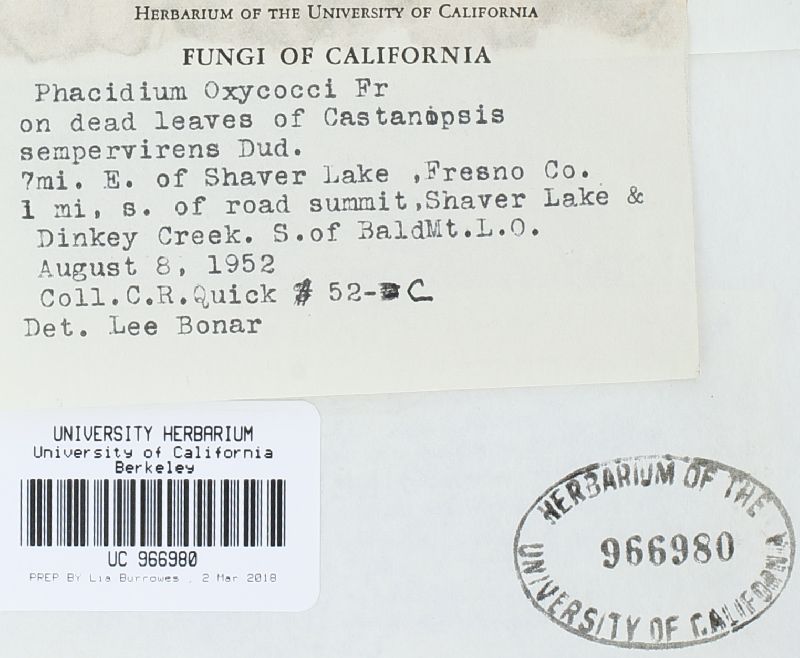 HERBARIUM OF THE UNIVERSITY OF CALIFORNIA
FUNGI OF CALIFORNIA
Phacidium Oxycocci Fr
on dead leaves of Castanopsis
sempervirens Dud.
7mi. E. of Shaver Lake ,Fresno Co.
1 mi, s. of road summit,Shaver Lake &
Dinkey Creek. S.of BaldMt.L.O.
August 8, 1952
Coll.C.R.Quick # 52- C
Det. Lee Bonar
UNIVERSITY HERBARIUM
University of California
Berkeley
UC 966980
PREP BY Lia Burrowes , 2 Mar 2018
HERBARIUM OF THE
966980
UNIVERSITY OF CALIFORNIA